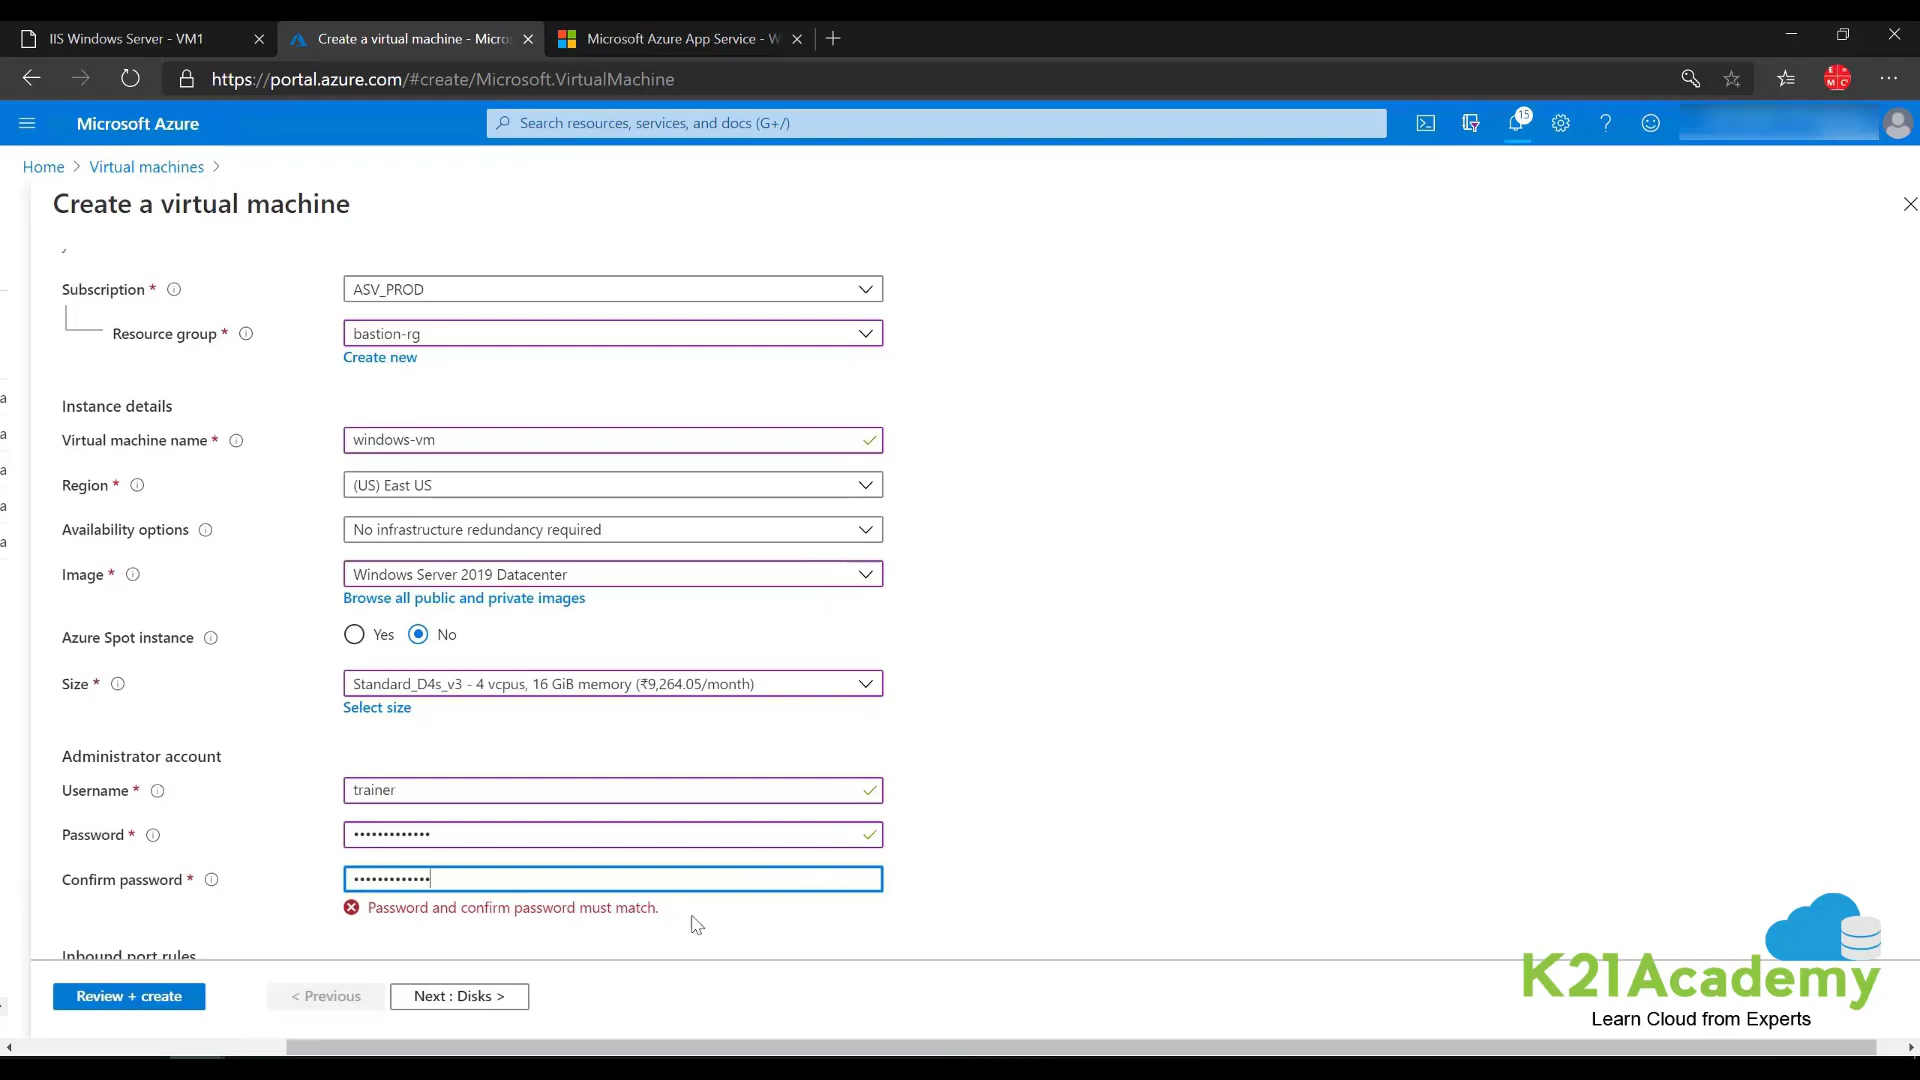 IIS Windows Server - VM1
Create a virtual machine - Micro
Microsoft Azure App Service - W
https://portal.azure.com/#create/Microsoft.VirtualMachine
Microsoft Azure
Search resources, services, and docs (G+/)
15
Home > Virtual machines >
Create a virtual machine
Subscription * ASV_PROD
Resource group * bastion-rg
Create new
Instance details
Virtual machine name * windows-vm
Region * (US) East US
Availability options No infrastructure redundancy required
Image * Windows Server 2019 Datacenter
Browse all public and private images
Azure Spot instance Yes No
Size * Standard_D4s_v3 - 4 vcpus, 16 GiB memory (₹9,264.05/month)
Select size
Administrator account
Username * trainer
Password * •••••••••••••
Confirm password * •••••••••••••
Password and confirm password must match.
Inbound port rules
Review + create
< Previous
Next : Disks >
K21Academy
Learn Cloud from Experts